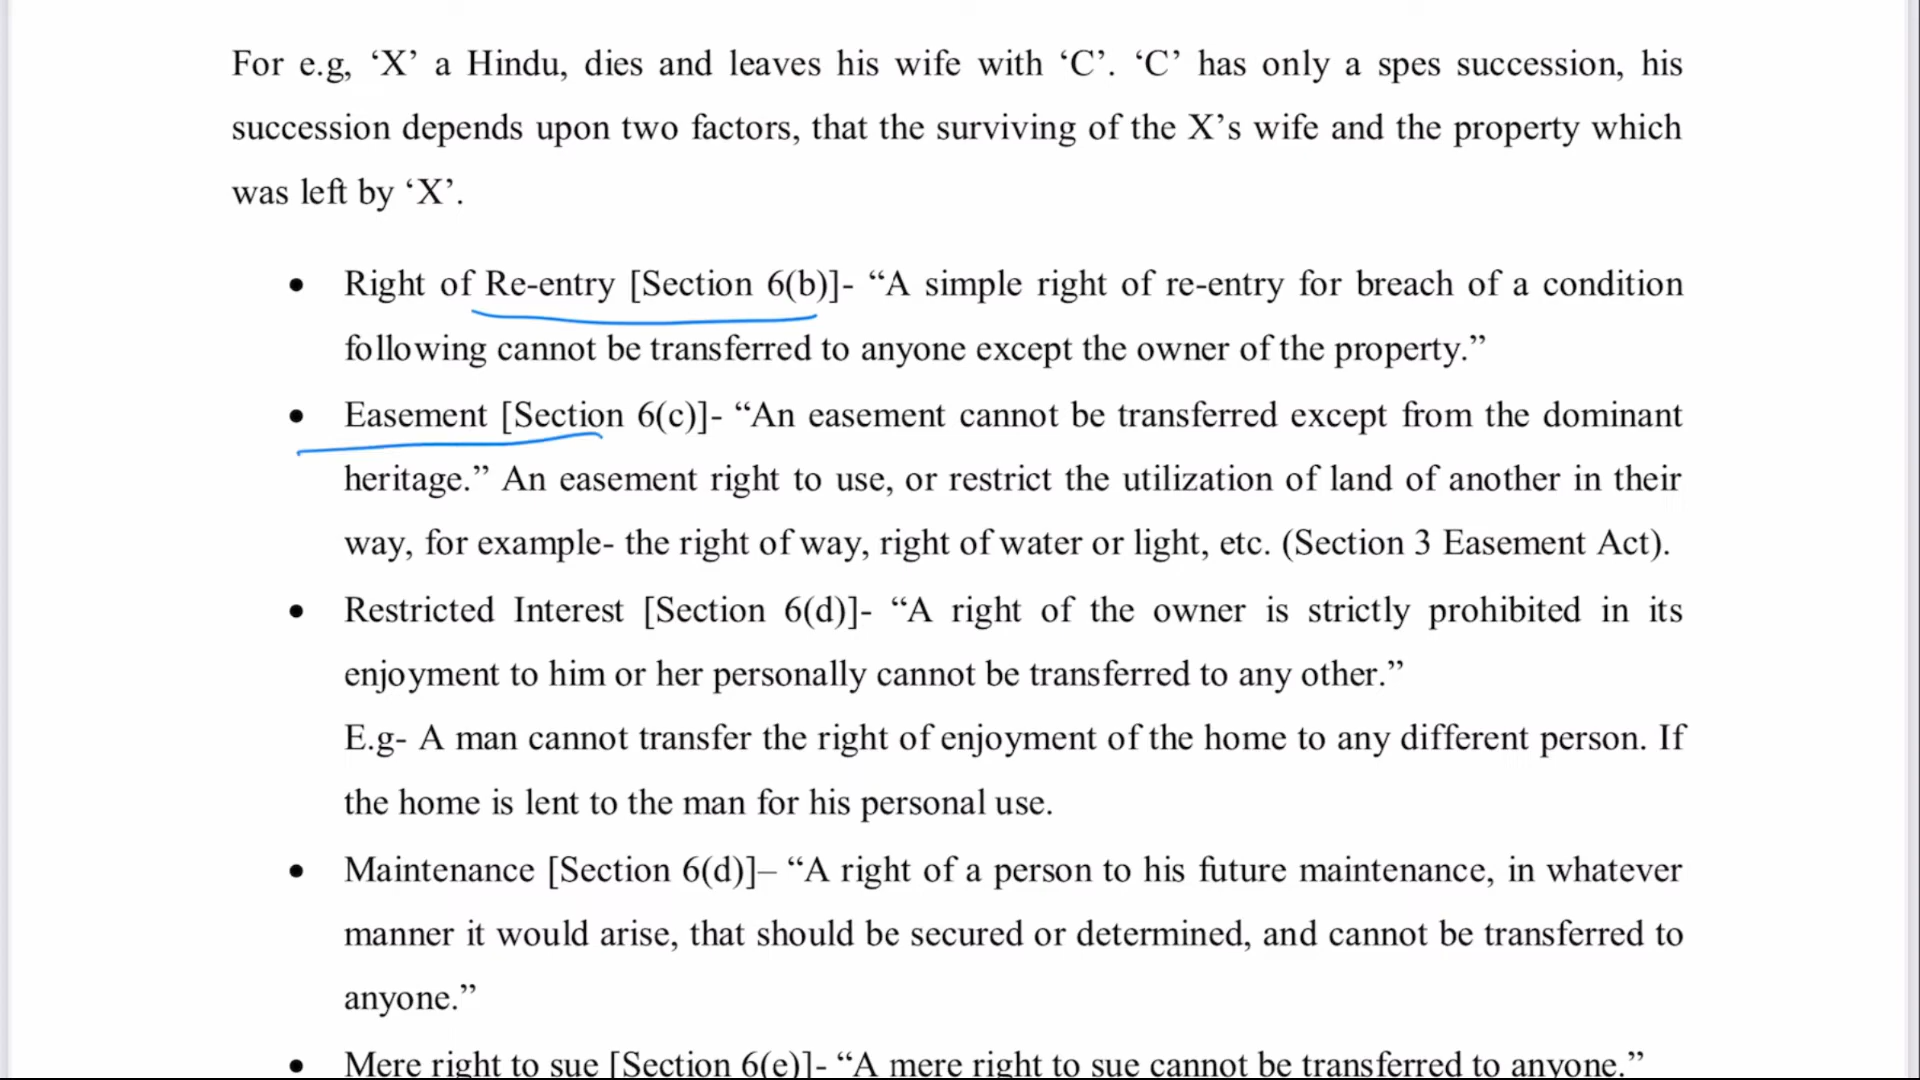 For e.g, ‘X’ a Hindu, dies and leaves his wife with ‘C’. ‘C’ has only a spes succession, his
succession depends upon two factors, that the surviving of the X’s wife and the property which
was left by ‘X’.
• Right of Re-entry [Section 6(b)]- “A simple right of re-entry for breach of a condition
following cannot be transferred to anyone except the owner of the property.”
• Easement [Section 6(c)]- “An easement cannot be transferred except from the dominant
heritage.” An easement right to use, or restrict the utilization of land of another in their
way, for example- the right of way, right of water or light, etc. (Section 3 Easement Act).
• Restricted Interest [Section 6(d)]- “A right of the owner is strictly prohibited in its
enjoyment to him or her personally cannot be transferred to any other.”
E.g- A man cannot transfer the right of enjoyment of the home to any different person. If
the home is lent to the man for his personal use.
• Maintenance [Section 6(d)]– “A right of a person to his future maintenance, in whatever
manner it would arise, that should be secured or determined, and cannot be transferred to
anyone.”
• Mere right to sue [Section 6(e)]- “A mere right to sue cannot be transferred to anyone.”